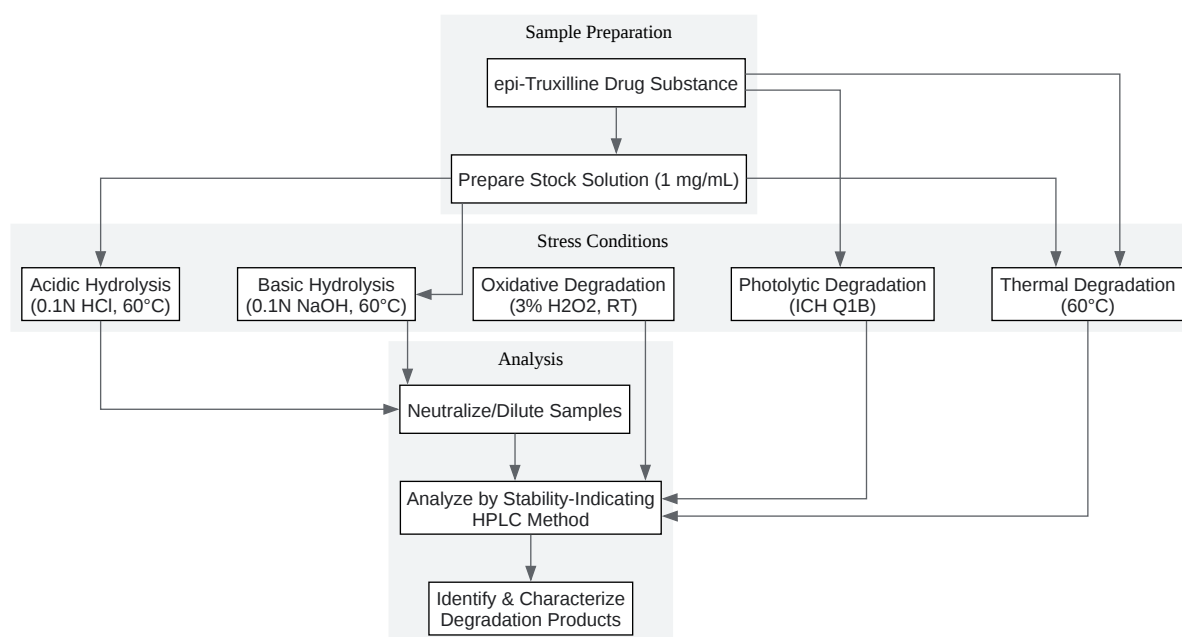 Sample Preparation
epi-Truxilline Drug Substance
Prepare Stock Solution (1 mg/mL)
Stress Conditions
Acidic Hydrolysis
(0.1N HCl, 60°C)
Basic Hydrolysis
(0.1N NaOH, 60°C)
Oxidative Degradation
(3% H2O2, RT)
Photolytic Degradation
(ICH Q1B)
Thermal Degradation
(60°C)
Analysis
Neutralize/Dilute Samples
Analyze by Stability-Indicating
HPLC Method
Identify & Characterize
Degradation Products